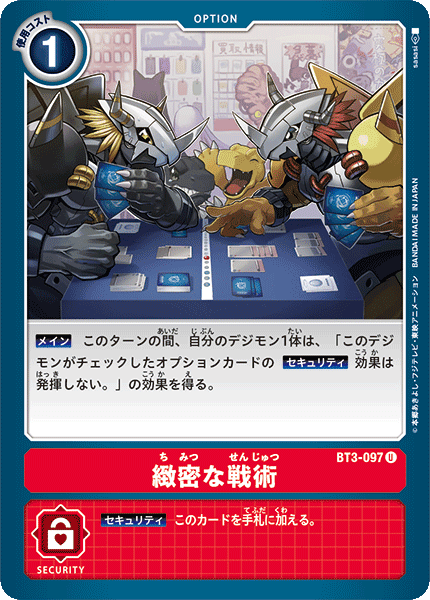 OPTION
使用コスト
1
買取情報
sasasi
©本郷あきよし・フジテレビ・東映アニメーション BANDAI MADE IN JAPAN
メイン このターンの間、自分のデジモン1体は、「このデジ
モンがチェックしたオプションカードの セキュリティ 効果は
発揮しない。」の効果を得る。
BT3-097 U
緻密な戦術
セキュリティ このカードを手札に加える。
SECURITY